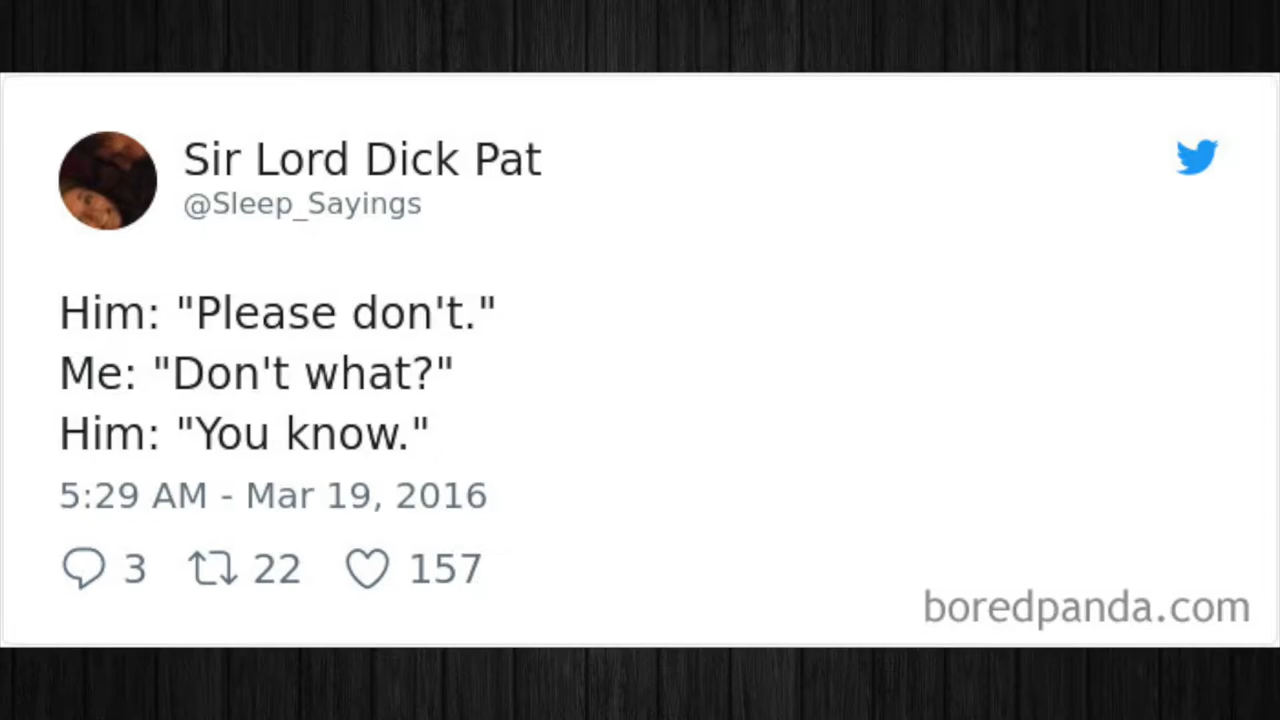 Sir Lord Dick Pat
@Sleep_Sayings
Him: "Please don't."
Me: "Don't what?"
Him: "You know."
5:29 AM - Mar 19, 2016
3 22 157
boredpanda.com